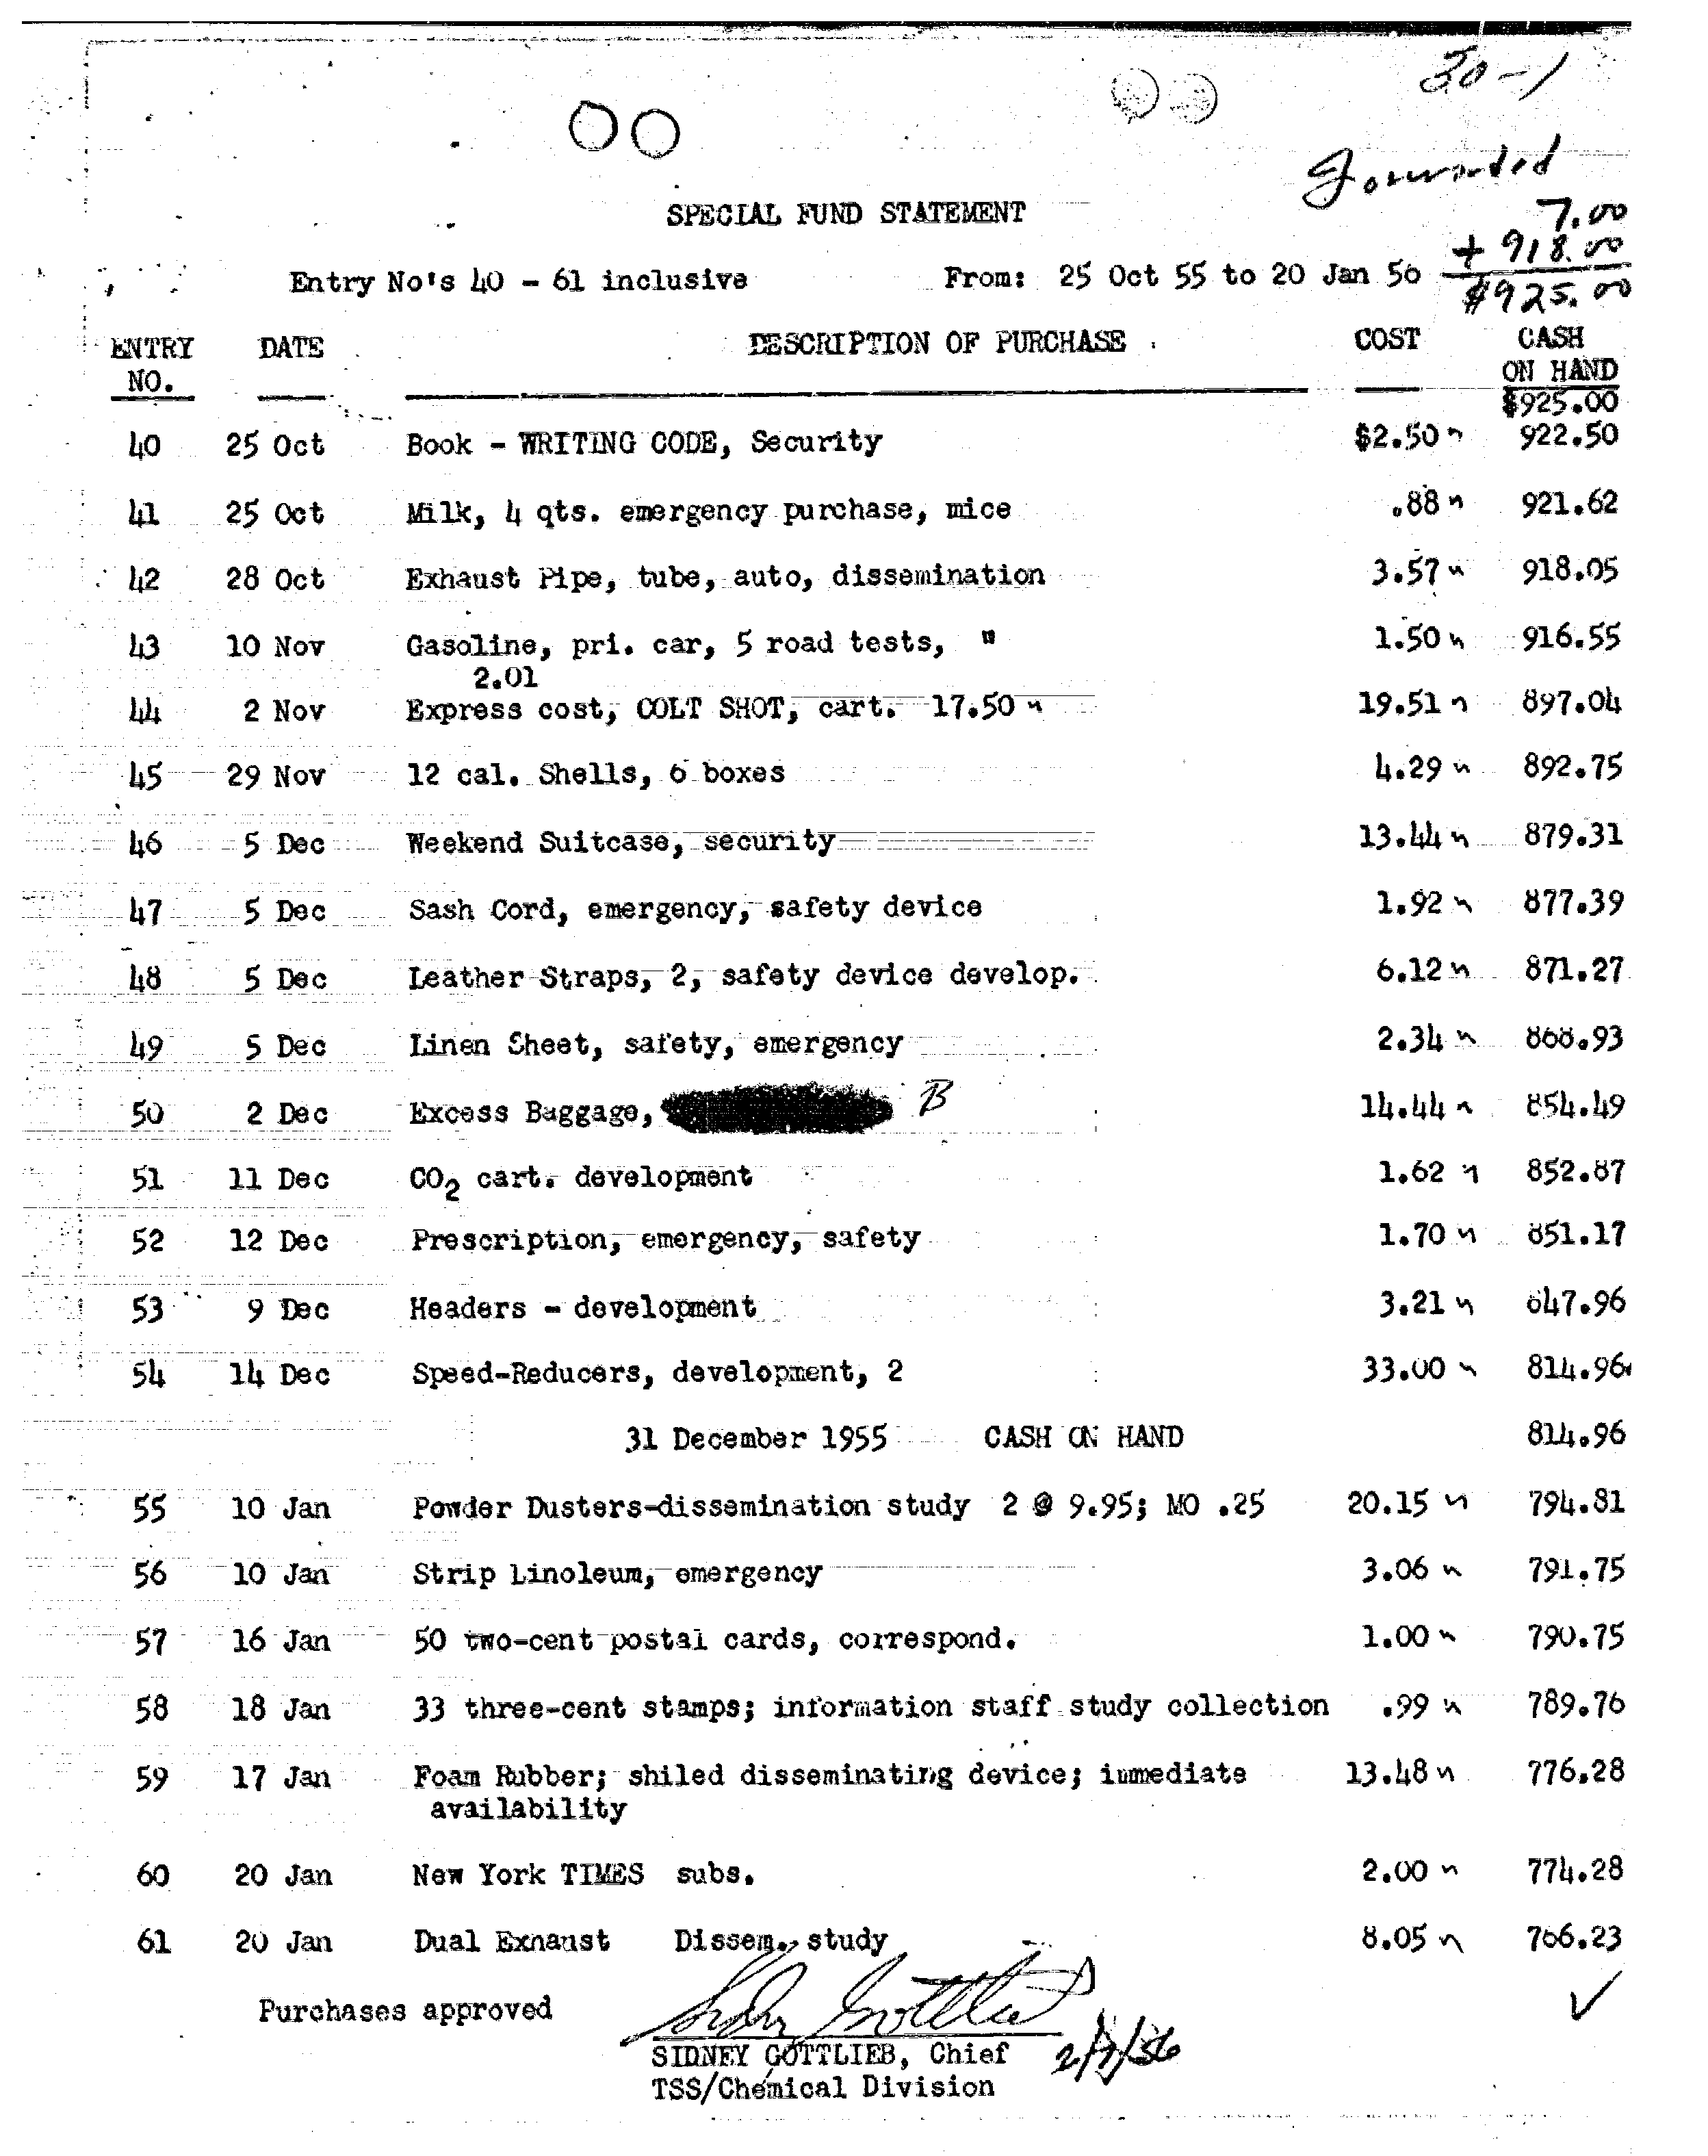 30-1
Forwarded
7.00
+ 918.00
$925.00
SPECIAL FUND STATEMENT
Entry No's 40 - 61 inclusive From: 25 Oct 55 to 20 Jan 56
ENTRY NO. DATE DESCRIPTION OF PURCHASE COST CASH ON HAND
$925.00
40 25 Oct Book - WRITING CODE, Security $2.50 922.50
41 25 Oct Milk, 4 qts. emergency purchase, mice .88 921.62
42 28 Oct Exhaust Pipe, tube, auto, dissemination 3.57 918.05
43 10 Nov Gasoline, pri. car, 5 road tests, " 1.50 916.55
2.01
44 2 Nov Express cost, COLT SHOT, cart. 17.50 19.51 897.04
45 29 Nov 12 cal. Shells, 6 boxes 4.29 892.75
46 5 Dec Weekend Suitcase, security 13.44 879.31
47 5 Dec Sash Cord, emergency, safety device 1.92 877.39
48 5 Dec Leather Straps, 2, safety device develop. 6.12 871.27
49 5 Dec Linen Sheet, safety, emergency 2.34 868.93
50 2 Dec Excess Baggage, B 14.44 854.49
51 11 Dec CO2 cart. development 1.62 852.87
52 12 Dec Prescription, emergency, safety 1.70 851.17
53 9 Dec Headers - development 3.21 847.96
54 14 Dec Speed-Reducers, development, 2 33.00 814.96
31 December 1955 CASH ON HAND 814.96
55 10 Jan Powder Dusters-dissemination study 2 @ 9.95; MO .25 20.15 794.81
56 10 Jan Strip Linoleum, emergency 3.06 791.75
57 16 Jan 50 two-cent postal cards, correspond. 1.00 790.75
58 18 Jan 33 three-cent stamps; information staff study collection .99 789.76
59 17 Jan Foam Rubber; shiled disseminating device; immediate 13.48 776.28
availability
60 20 Jan New York TIMES subs. 2.00 774.28
61 20 Jan Dual Exhaust Dissem., study 8.05 766.23
Purchases approved Sidney Gottlieb
SIDNEY GOTTLIEB, Chief 2/7/56
TSS/Chemical Division